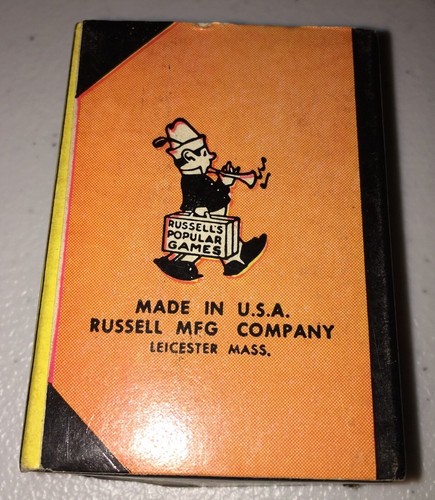 RUSSELL'S
POPULAR
GAMES
MADE IN U.S.A.
RUSSELL MFG COMPANY
LEICESTER MASS.